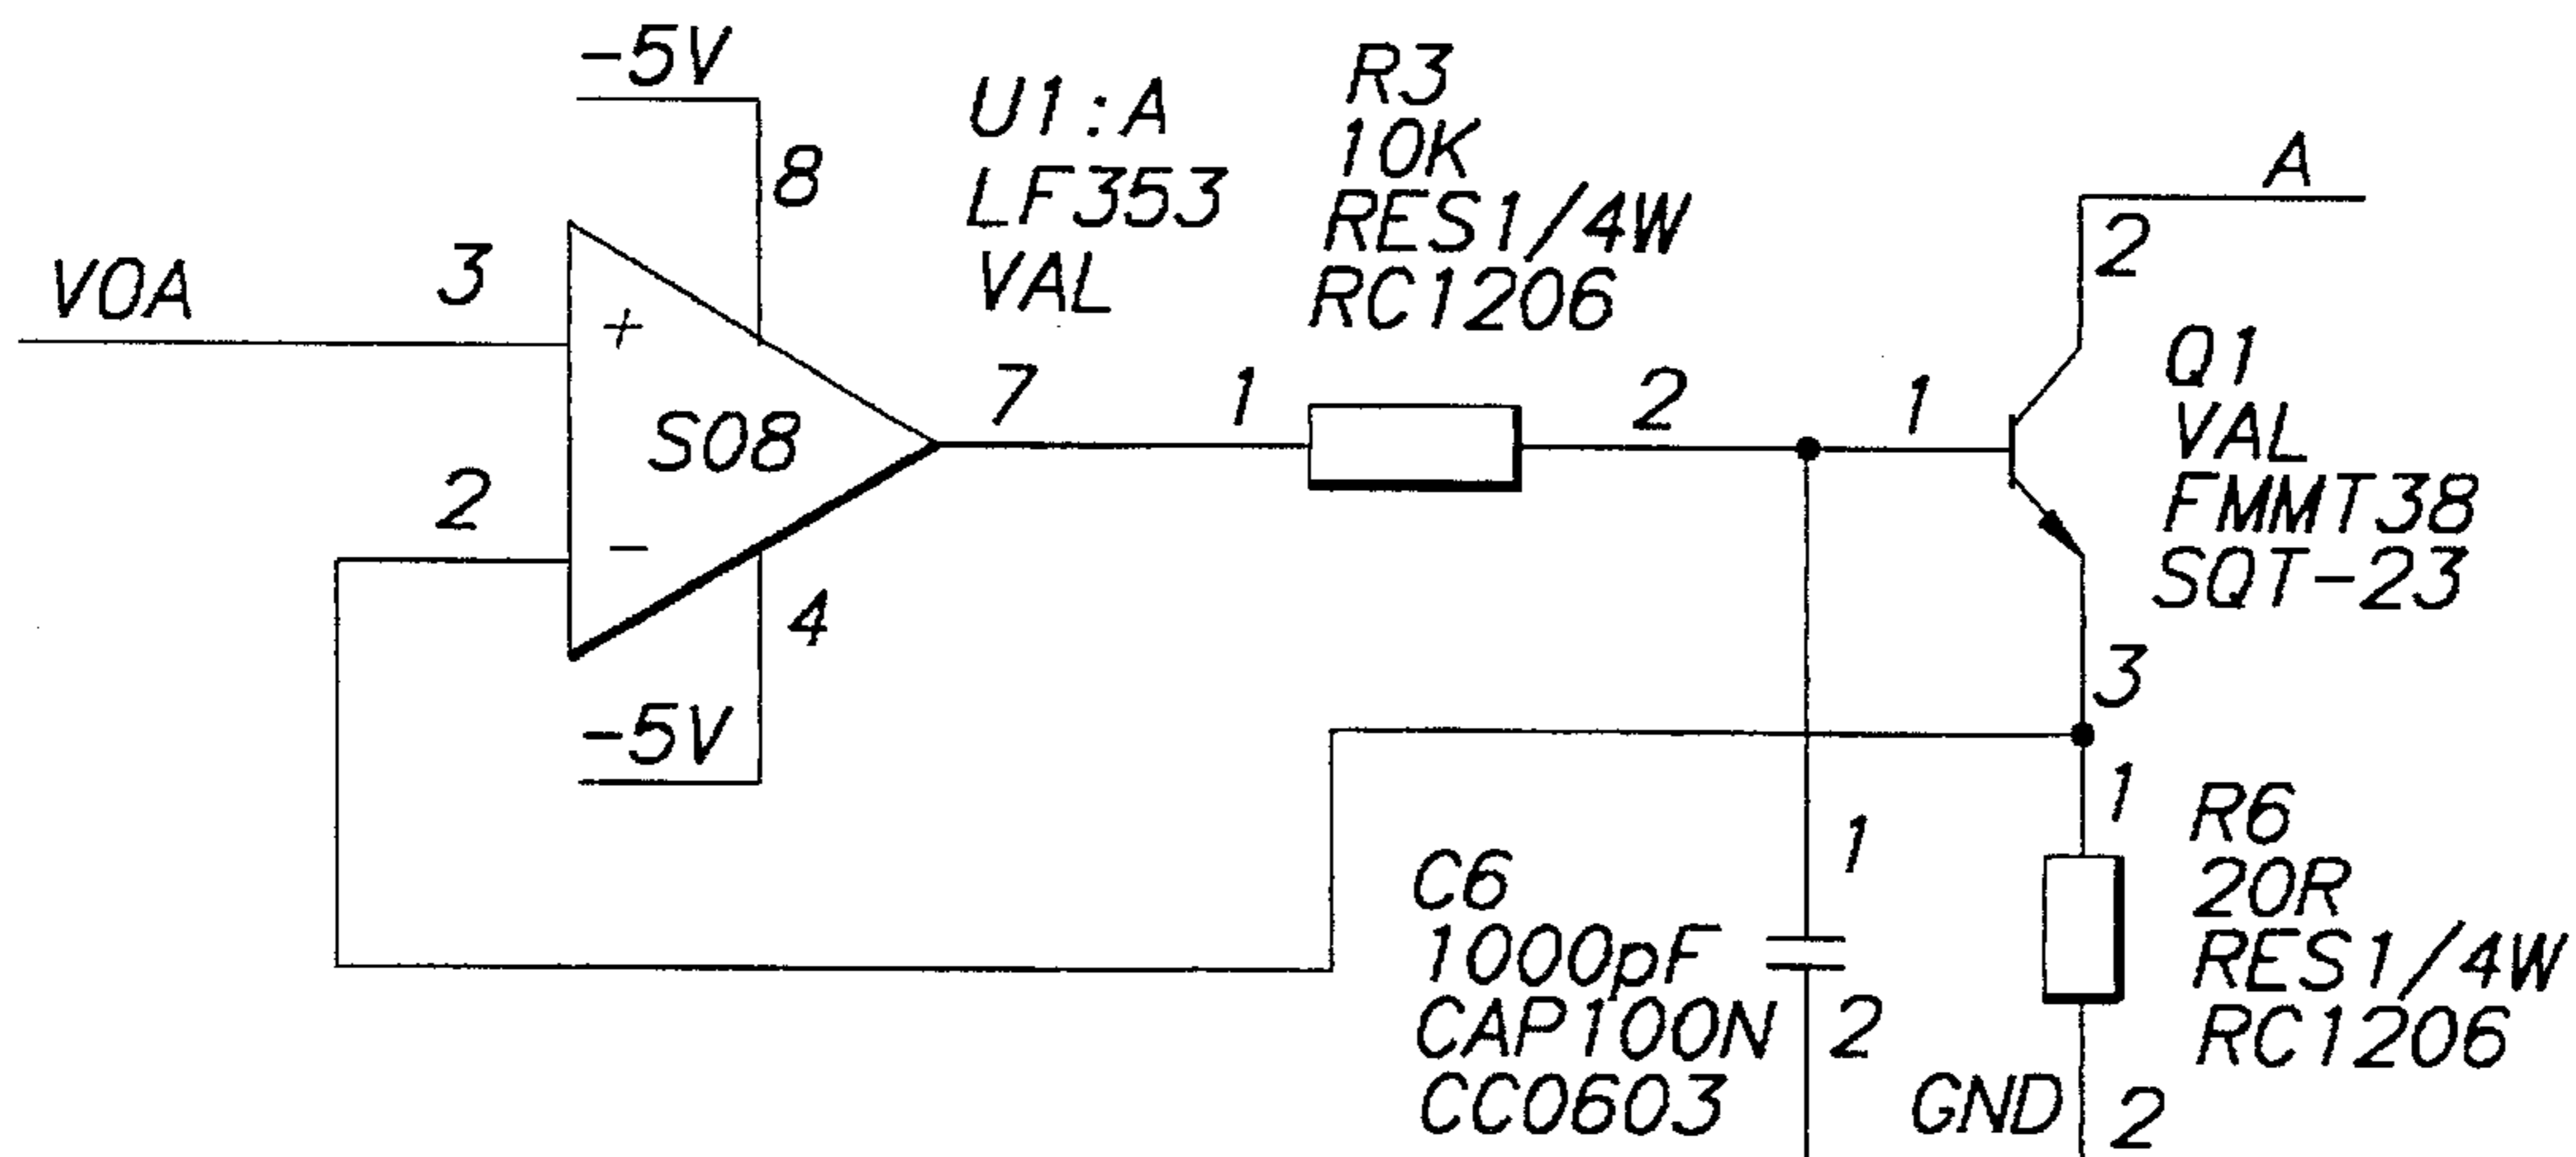 -5V
8
U1:A
LF353
VAL
R3
10K
RES1/4W
RC1206
A
2
VOA
3
+
S08
7
1
2
1
Q1
VAL
FMMT38
SQT-23
2
-
4
-5V
3
1
R6
20R
RES1/4W
RC1206
C6
1000pF
CAP100N
CC0603
1
2
GND
2